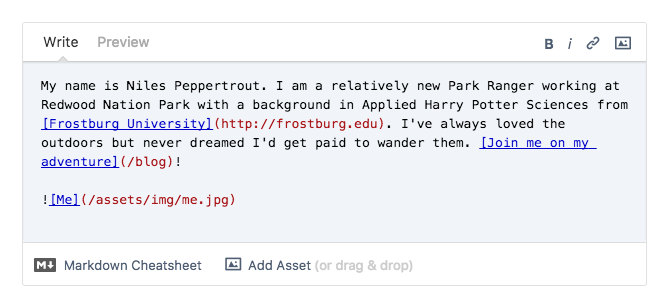 Write Preview B i
My name is Niles Peppertrout. I am a relatively new Park Ranger working at
Redwood Nation Park with a background in Applied Harry Potter Sciences from
[Frostburg University](http://frostburg.edu). I've always loved the
outdoors but never dreamed I'd get paid to wander them. [Join me on my
adventure](/blog)!
![Me](/assets/img/me.jpg)
M↓ Markdown Cheatsheet Add Asset (or drag & drop)